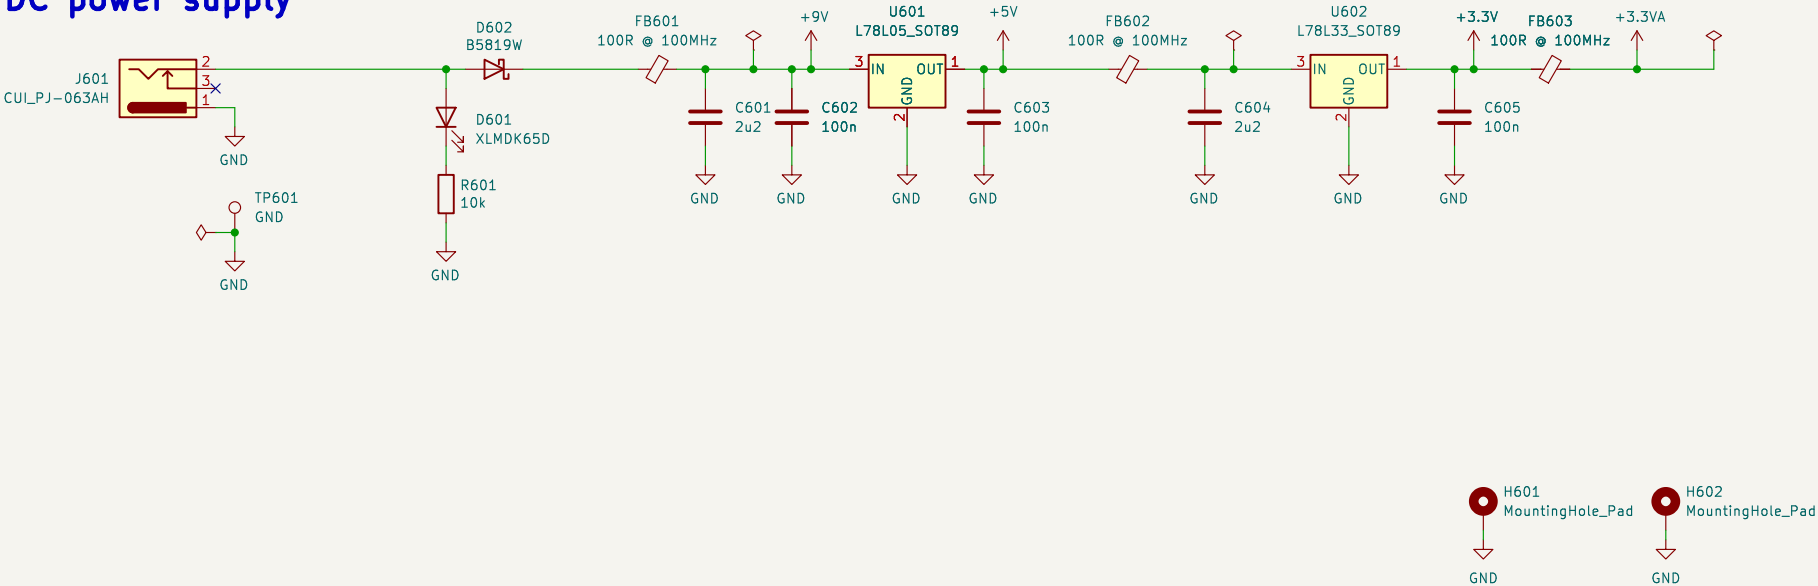 DC power supply
J601
CUI_PJ-063AH
2
3
1
GND
TP601
GND
GND
D602
B5819W
D601
XLMDK65D
R601
10k
GND
FB601
100R @ 100MHz
C601
2u2
GND
+9V
C602
100n
GND
U601
L78L05_SOT89
3
IN
OUT
1
GND
2
GND
+5V
C603
100n
GND
FB602
100R @ 100MHz
C604
2u2
GND
U602
L78L33_SOT89
3
IN
OUT
1
GND
2
GND
+3.3V
C605
100n
GND
FB603
100R @ 100MHz
+3.3VA
H601
MountingHole_Pad
GND
H602
MountingHole_Pad
GND